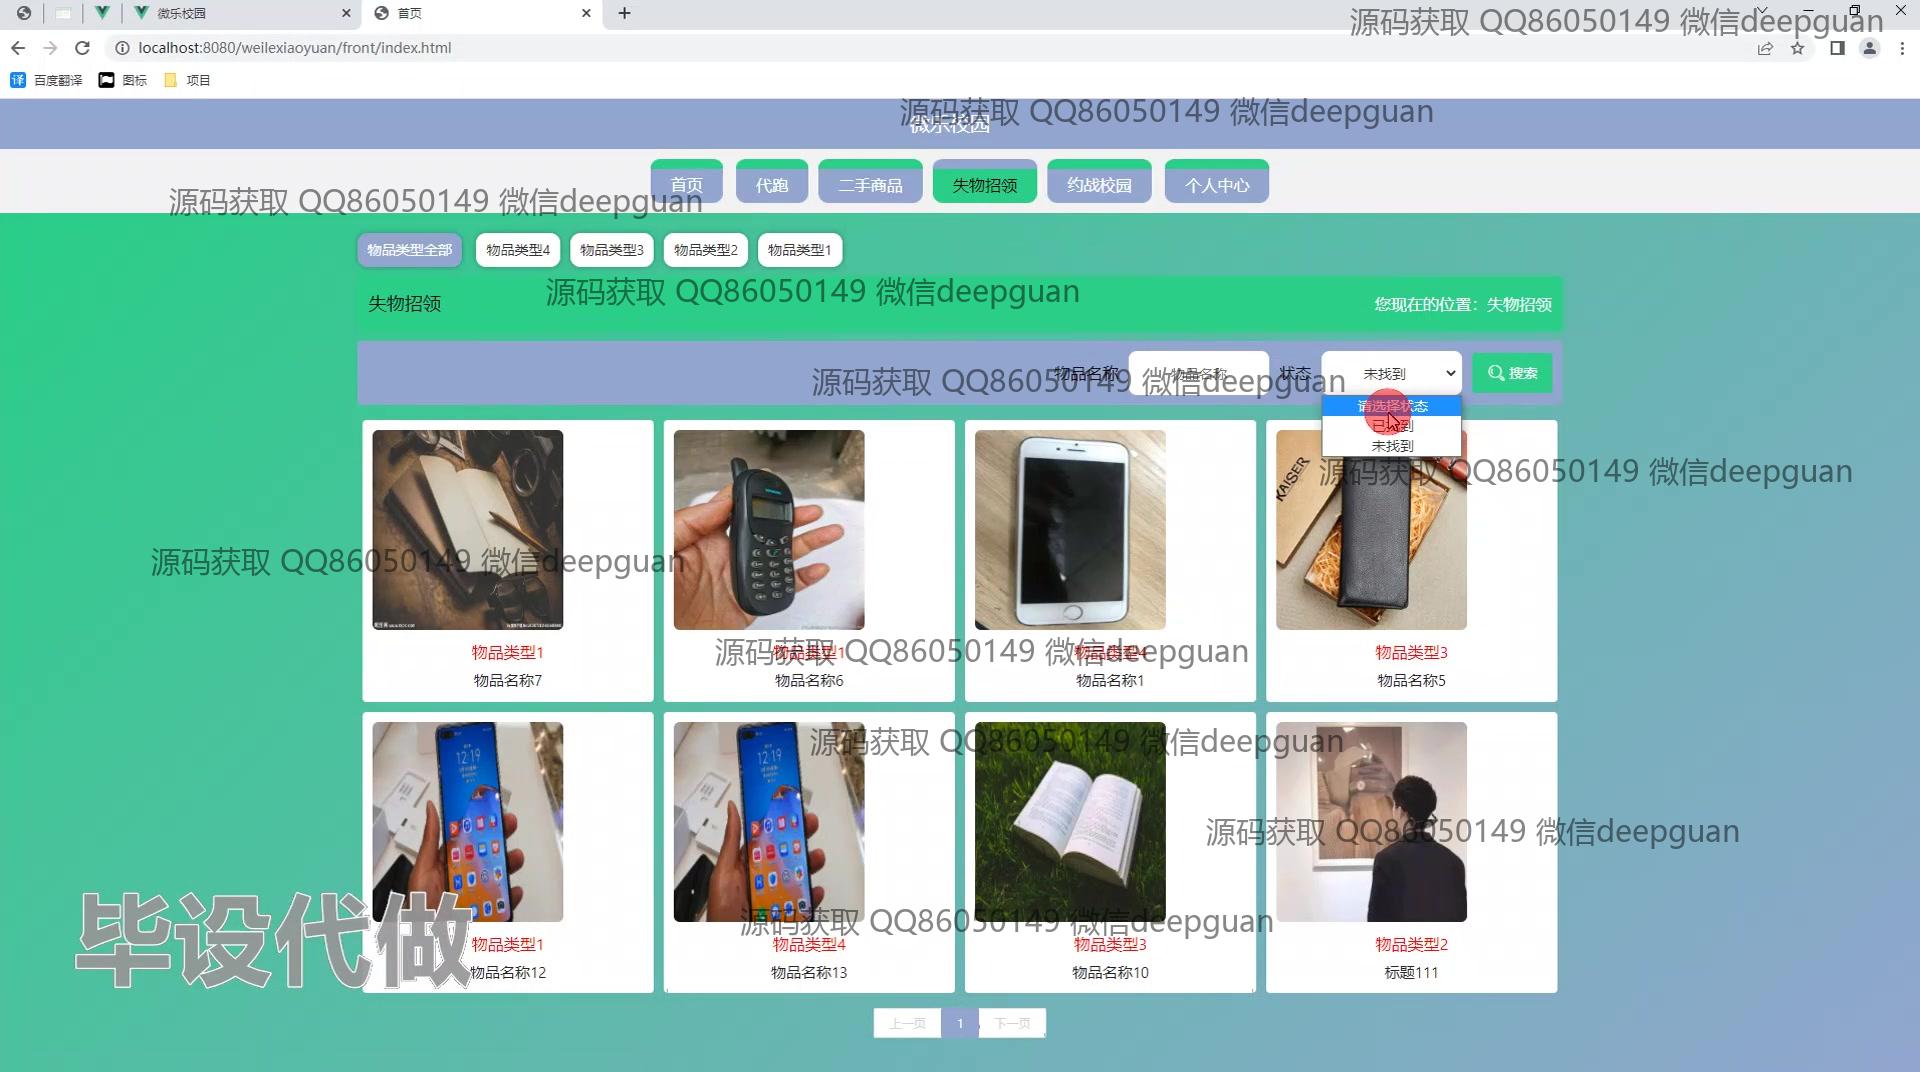 微乐校园
首页
源码获取 QQ86050149 微信deepguan
localhost:8080/weilexiaoyuan/front/index.html
百度翻译
图标
项目
源码获取 QQ86050149 微信deepguan
微乐校园
首页
代跑
二手商品
失物招领
约战校园
个人中心
源码获取 QQ86050149 微信deepguan
物品类型全部
物品类型4
物品类型3
物品类型2
物品类型1
失物招领
源码获取 QQ86050149 微信deepguan
您现在的位置：失物招领
物品名称
物品名称
状态
未找到
搜索
源码获取 QQ86050149 微信deepguan
请选择状态
已找到
未找到
KAISER
源码获取 QQ86050149 微信deepguan
源码获取 QQ86050149 微信deepguan
物品类型1
物品名称7
物品类型1
物品名称6
物品类型4
物品名称1
物品类型3
物品名称5
源码获取 QQ86050149 微信deepguan
源码获取 QQ86050149 微信deepguan
12:19
12:19
源码获取 QQ86050149 微信deepguan
源码获取 QQ86050149 微信deepguan
毕设代做
物品类型1
物品名称12
物品类型4
物品名称13
物品类型3
物品名称10
物品类型2
标题111
上一页
1
下一页